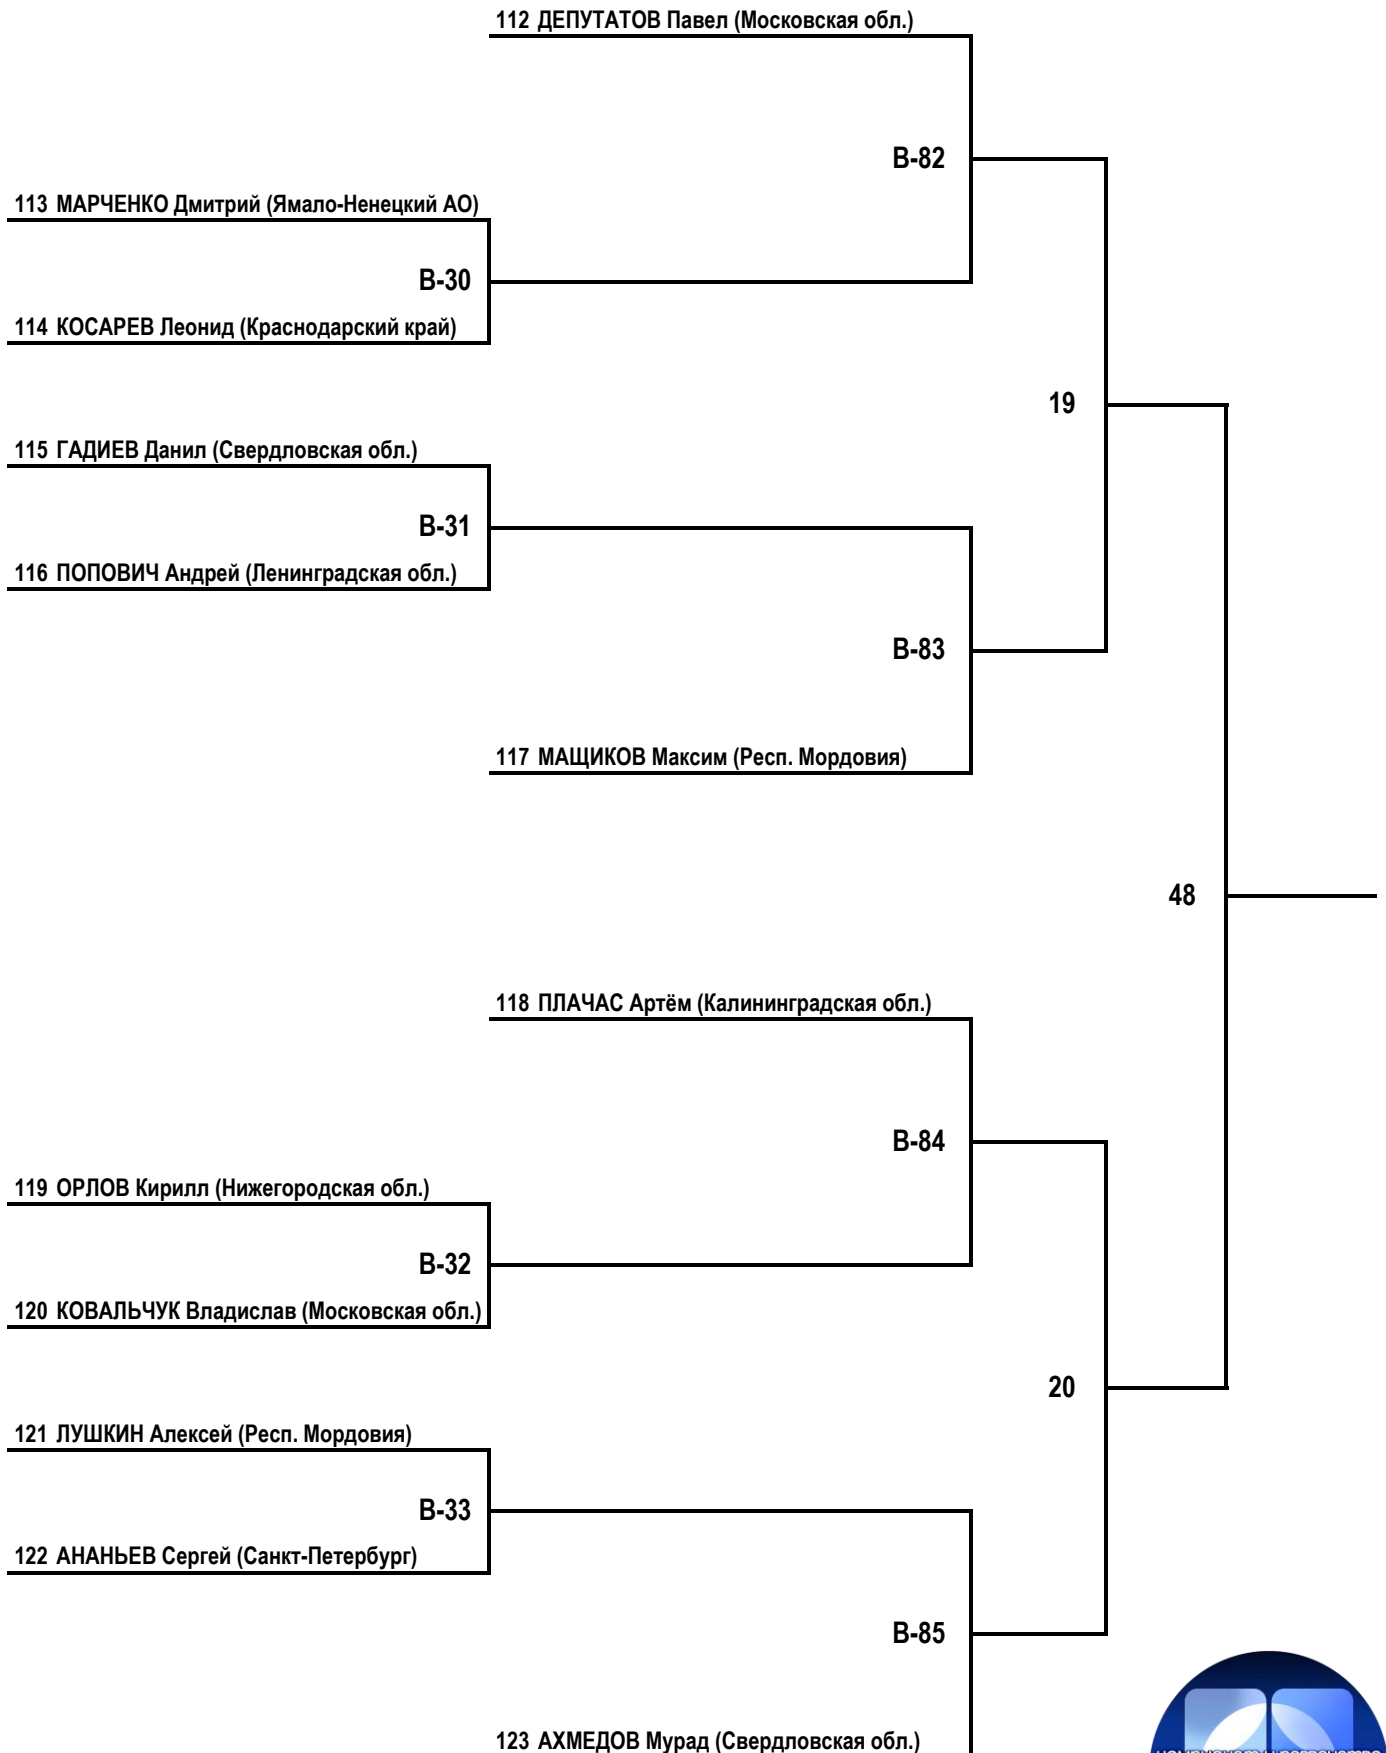 112 ДЕПУТАТОВ Павел (Московская обл.)
В-82
113 МАРЧЕНКО Дмитрий (Ямало-Ненецкий АО)
В-30
114 КОСАРЕВ Леонид (Краснодарский край)
19
115 ГАДИЕВ Данил (Свердловская обл.)
В-31
116 ПОПОВИЧ Андрей (Ленинградская обл.)
В-83
117 МАЩИКОВ Максим (Респ. Мордовия)
48
118 ПЛАЧАС Артём (Калининградская обл.)
В-84
119 ОРЛОВ Кирилл (Нижегородская обл.)
В-32
120 КОВАЛЬЧУК Владислав (Московская обл.)
20
121 ЛУШКИН Алексей (Респ. Мордовия)
В-33
122 АНАНЬЕВ Сергей (Санкт-Петербург)
В-85
123 АХМЕДОВ Мурад (Свердловская обл.)